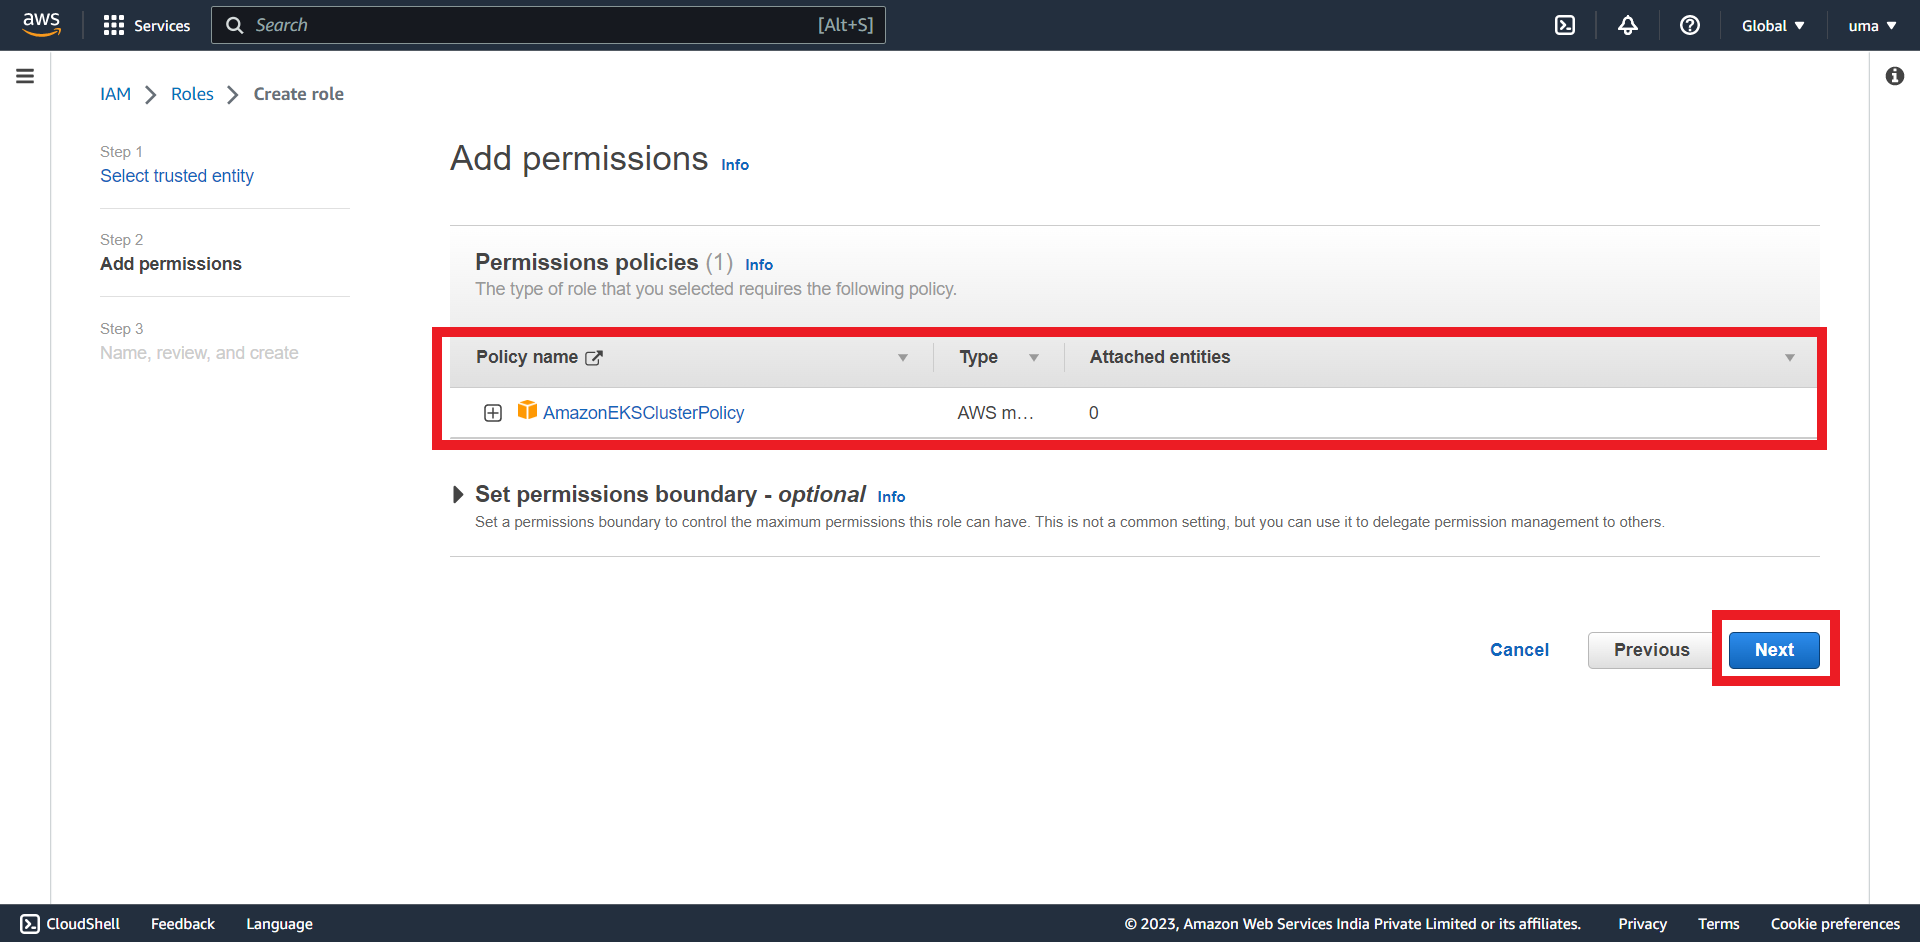 aws Services Search [Alt+S] Global uma
IAM Roles Create role
Step 1
Select trusted entity
Step 2
Add permissions
Step 3
Name, review, and create
Add permissions Info
Permissions policies (1) Info
The type of role that you selected requires the following policy.
Policy name Type Attached entities
AmazonEKSClusterPolicy AWS m... 0
Set permissions boundary - optional Info
Set a permissions boundary to control the maximum permissions this role can have. This is not a common setting, but you can use it to delegate permission management to others.
Cancel Previous Next
CloudShell Feedback Language © 2023, Amazon Web Services India Private Limited or its affiliates. Privacy Terms Cookie preferences